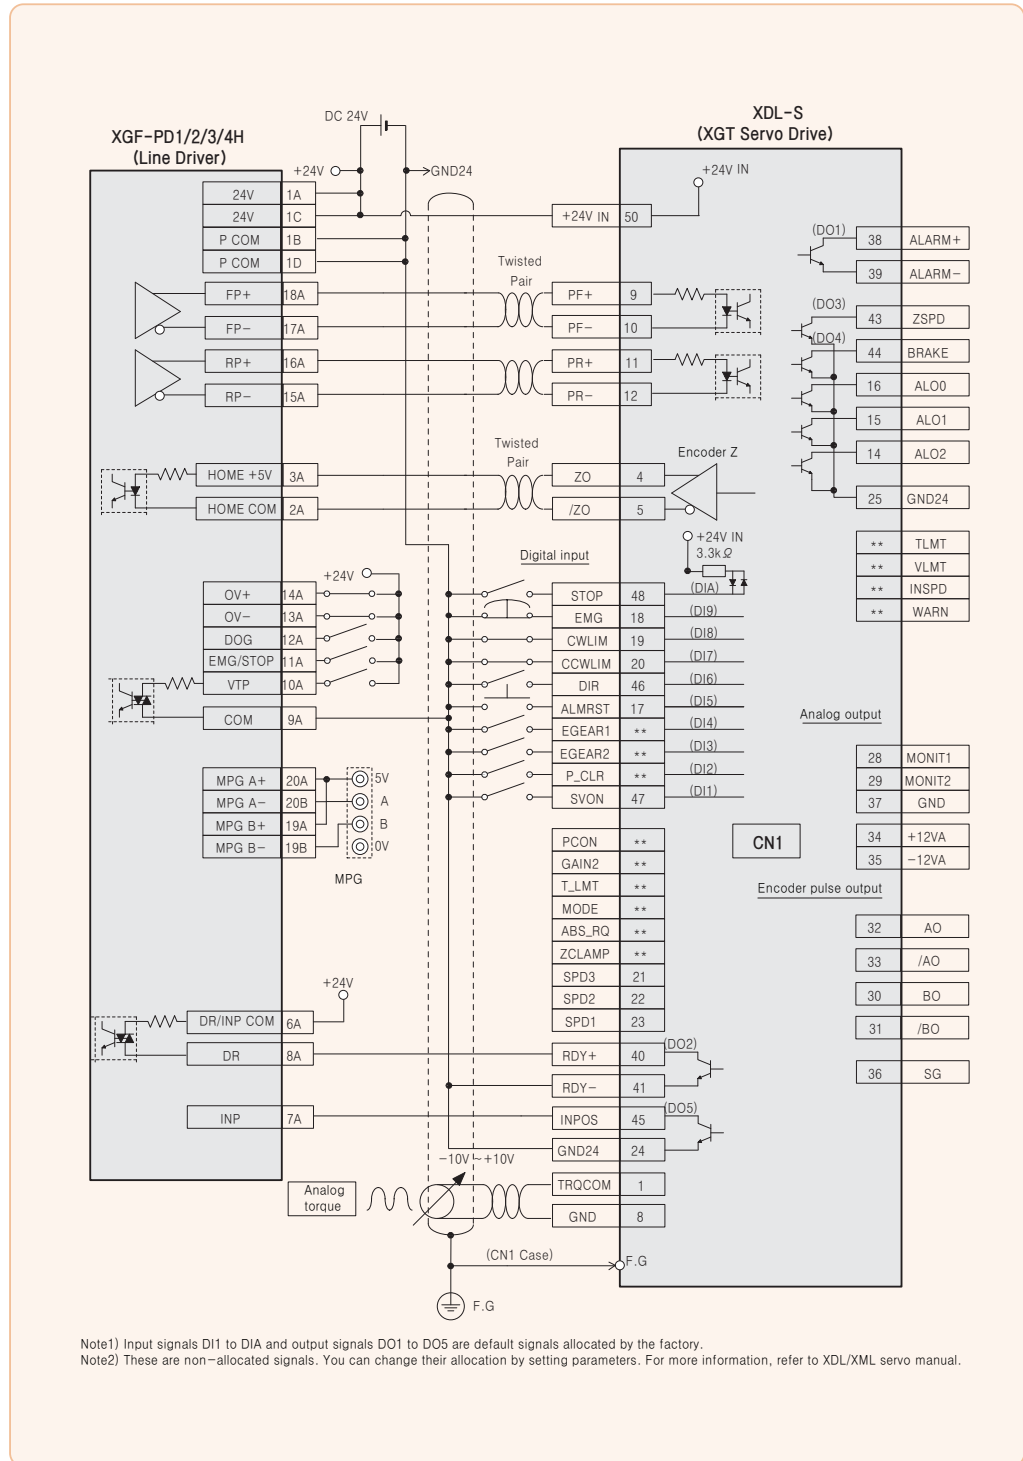 XGF-PD1/2/3/4H
(Line Driver)
DC 24V
XDL-S
(XGT Servo Drive)
+24V
GND24
+24V IN
24V 1A
24V 1C
P COM 1B
P COM 1D
+24V IN 50
(DO1)
38 ALARM+
39 ALARM-
Twisted
Pair
FP+ 18A
FP- 17A
RP+ 16A
RP- 15A
PF+ 9
PF- 10
PR+ 11
PR- 12
(DO3)
43 ZSPD
(DO4)
44 BRAKE
16 ALO0
15 ALO1
14 ALO2
25 GND24
Twisted
Pair
HOME +5V 3A
HOME COM 2A
ZO 4
/ZO 5
Encoder Z
+24V IN
3.3kΩ
** TLMT
** VLMT
** INSPD
** WARN
Digital input
+24V
OV+ 14A
OV- 13A
DOG 12A
EMG/STOP 11A
VTP 10A
COM 9A
STOP 48 (DIA)
EMG 18 (DI9)
CWLIM 19 (DI8)
CCWLIM 20 (DI7)
DIR 46 (DI6)
ALMRST 17 (DI5)
EGEAR1 ** (DI4)
EGEAR2 ** (DI3)
P_CLR ** (DI2)
SVON 47 (DI1)
Analog output
28 MONIT1
29 MONIT2
37 GND
34 +12VA
35 -12VA
MPG A+ 20A
MPG A- 20B
MPG B+ 19A
MPG B- 19B
5V
A
B
0V
MPG
PCON **
GAIN2 **
T_LMT **
MODE **
ABS_RQ **
ZCLAMP **
SPD3 21
SPD2 22
SPD1 23
CN1
Encoder pulse output
32 AO
33 /AO
30 BO
31 /BO
36 SG
+24V
DR/INP COM 6A
DR 8A
INP 7A
RDY+ 40 (DO2)
RDY- 41
INPOS 45 (DO5)
GND24 24
-10V~+10V
Analog
torque
TRQCOM 1
GND 8
(CN1 Case)
F.G
F.G
Note1) Input signals DI1 to DIA and output signals DO1 to DO5 are default signals allocated by the factory.
Note2) These are non-allocated signals. You can change their allocation by setting parameters. For more information, refer to XDL/XML servo manual.